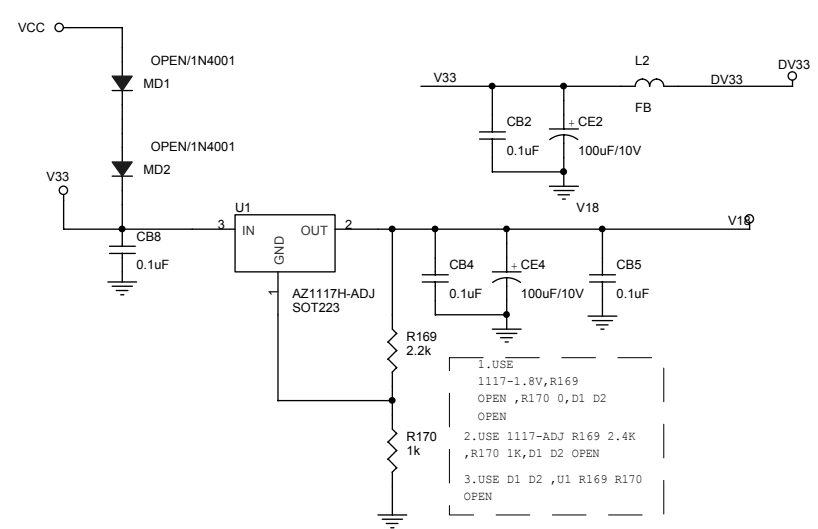 VCC
OPEN/1N4001
MD1
OPEN/1N4001
MD2
V33
L2
DV33
V33
DV33
FB
CB2
0.1uF
+ CE2
100uF/10V
U1
3
IN
OUT
2
GND
1
CB8
0.1uF
AZ1117H-ADJ
SOT223
V18
V18
CB4
0.1uF
+ CE4
100uF/10V
CB5
0.1uF
R169
2.2k
R170
1k
1.USE
1117-1.8V,R169
OPEN ,R170 0,D1 D2
OPEN
2.USE 1117-ADJ R169 2.4K
,R170 1K,D1 D2 OPEN
3.USE D1 D2 ,U1 R169 R170
OPEN